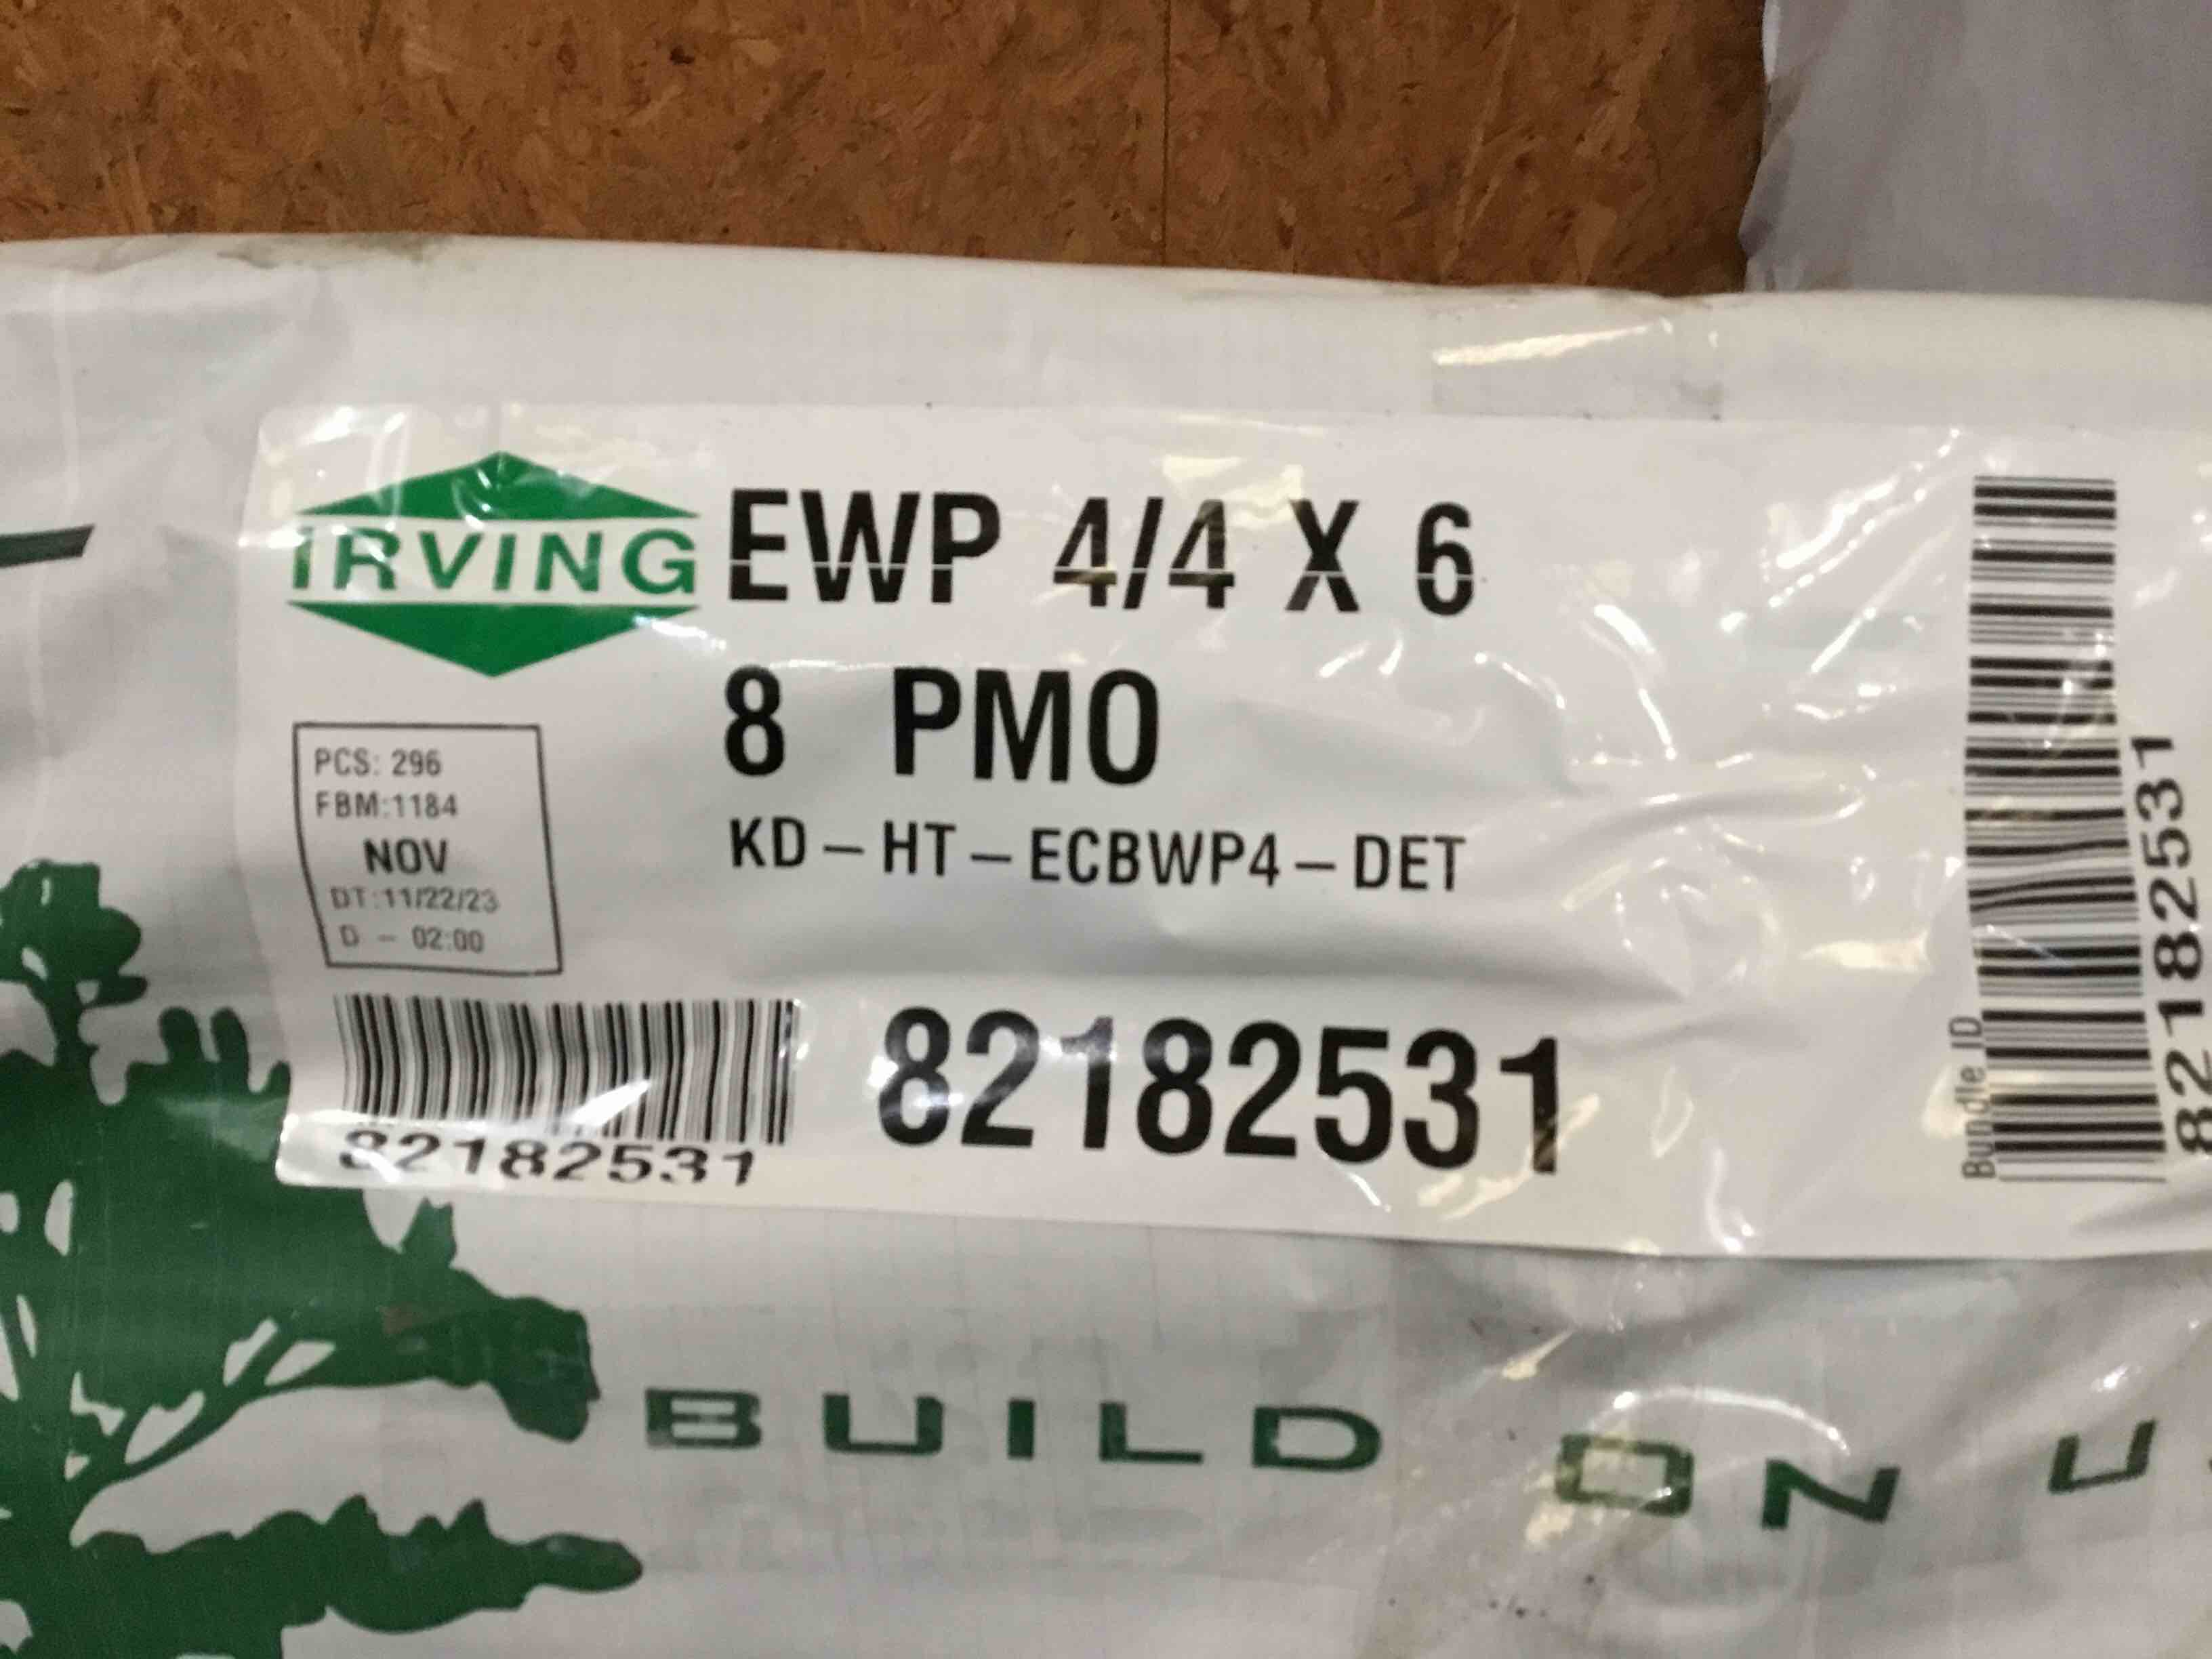 IRVING
EWP 4/4 X 6
8 PMO
KD – HT – ECBWP4 – DET
PCS: 296
FBM:1184
NOV
DT:11/22/23
D – 02:00
82182531
82182531
Bundle ID
82182531
BUILD ON